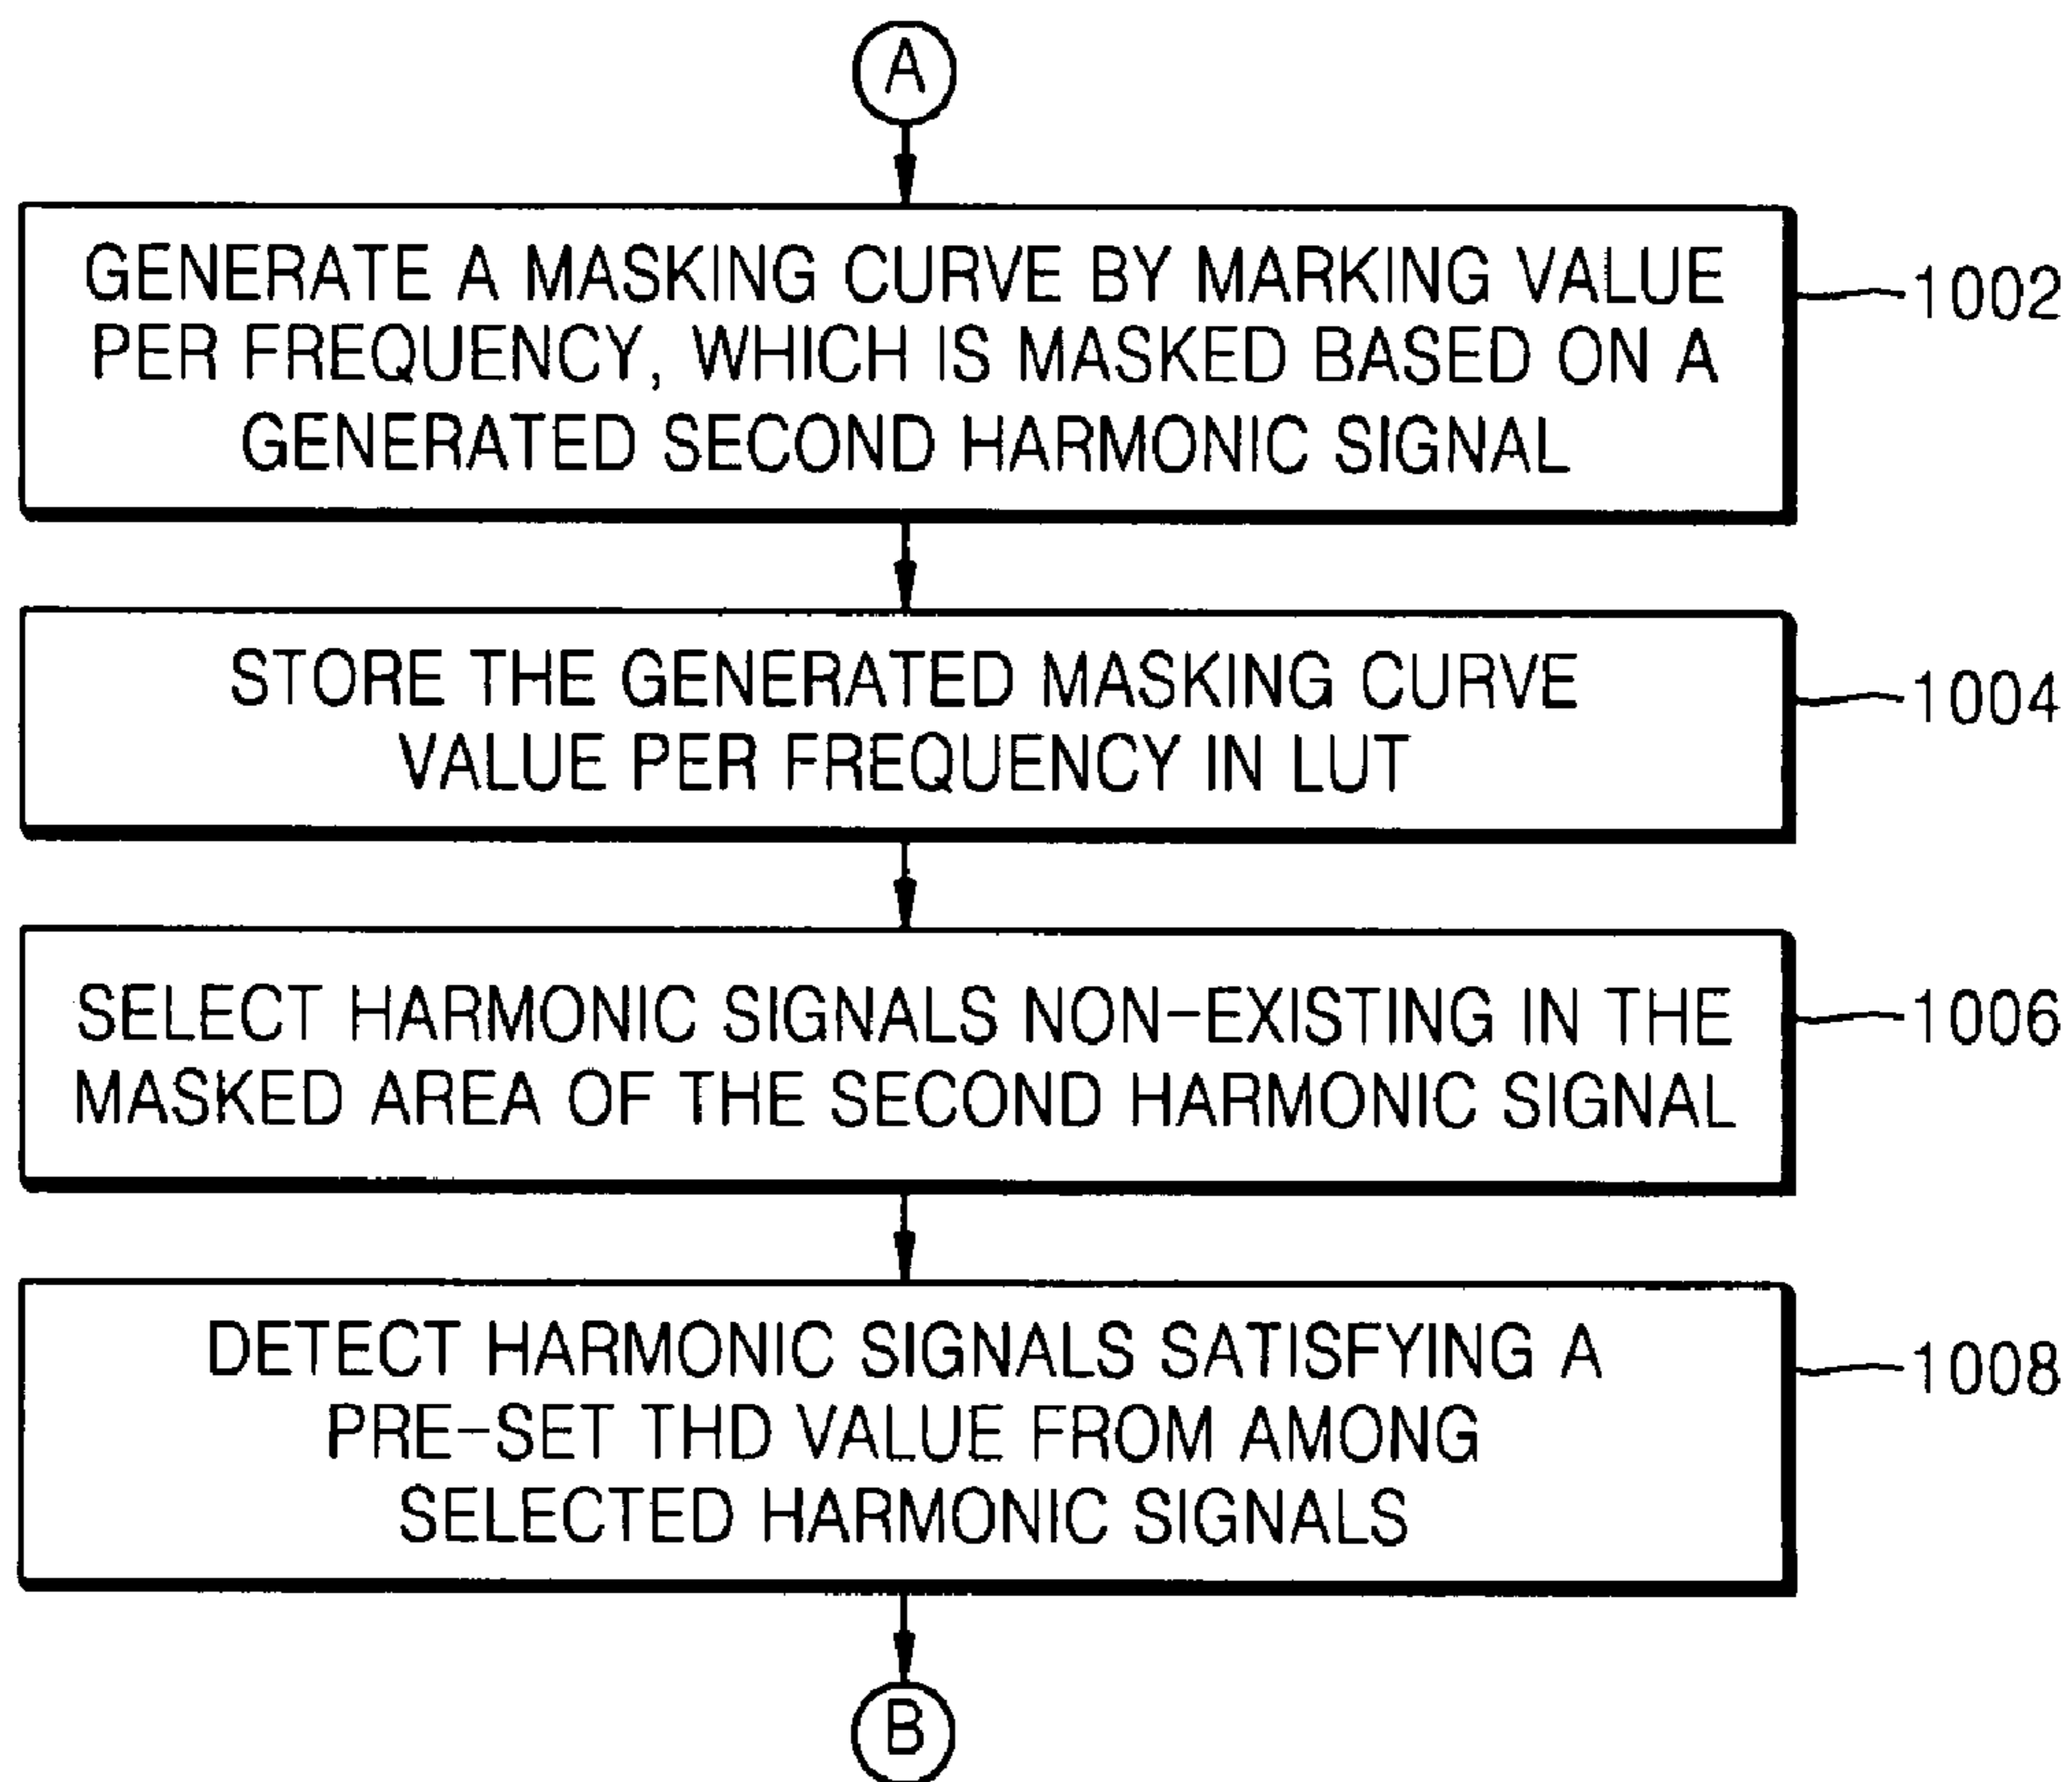 A
GENERATE A MASKING CURVE BY MARKING VALUE
PER FREQUENCY, WHICH IS MASKED BASED ON A
GENERATED SECOND HARMONIC SIGNAL
1002
STORE THE GENERATED MASKING CURVE
VALUE PER FREQUENCY IN LUT
1004
SELECT HARMONIC SIGNALS NON-EXISTING IN THE
MASKED AREA OF THE SECOND HARMONIC SIGNAL
1006
DETECT HARMONIC SIGNALS SATISFYING A
PRE-SET THD VALUE FROM AMONG
SELECTED HARMONIC SIGNALS
1008
B